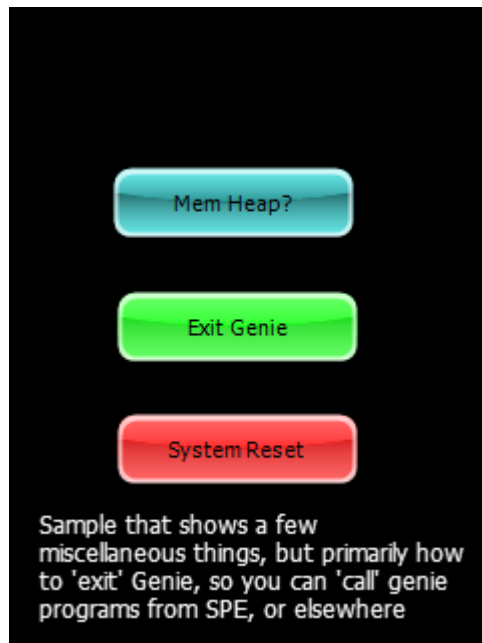 Mem Heap?
Exit Genie
System Reset
Sample that shows a few
miscellaneous things, but primarily how
to 'exit' Genie, so you can 'call' genie
programs from SPE, or elsewhere